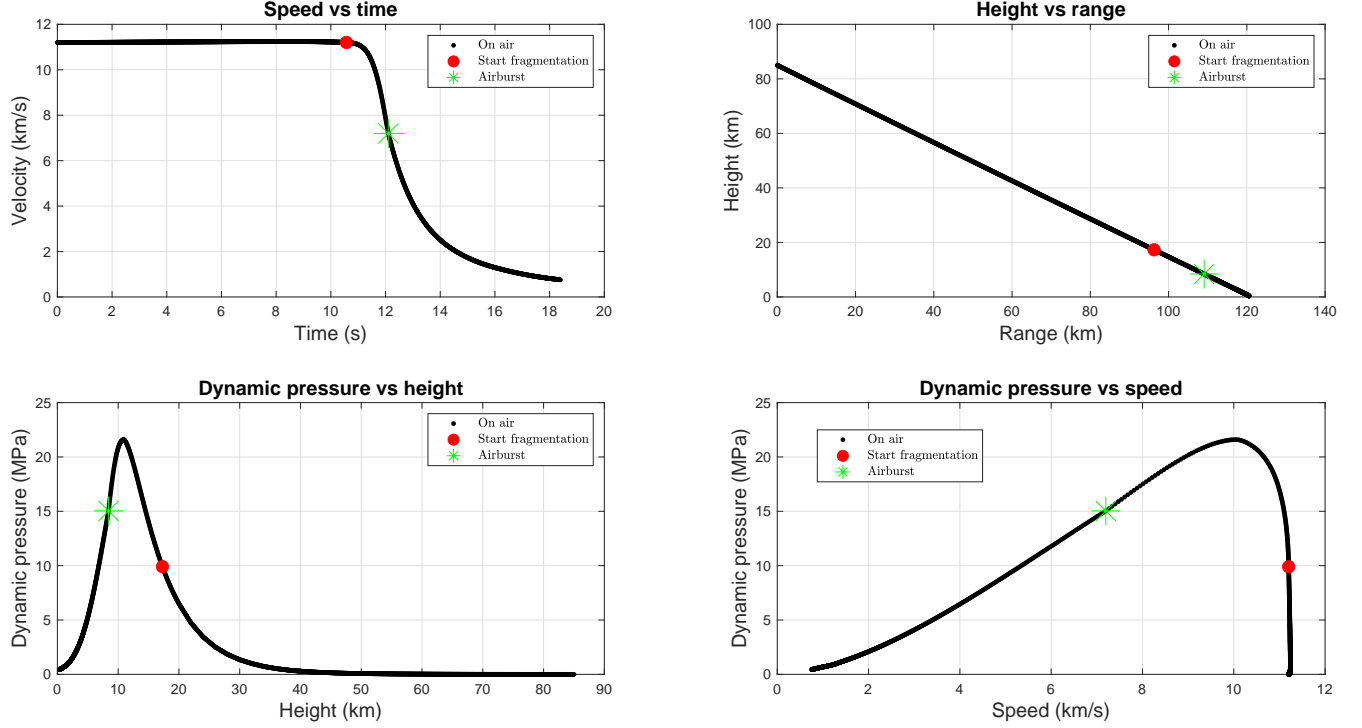 Speed vs time
12
10
8
6
4
2
0
Velocity (km/s)
0 2 4 6 8 10 12 14 16 18 20
Time (s)
On air
Start fragmentation
Airburst
Height vs range
100
80
60
40
20
0
Height (km)
0 20 40 60 80 100 120 140
Range (km)
On air
Start fragmentation
Airburst
Dynamic pressure vs height
25
20
15
10
5
0
Dynamic pressure (MPa)
0 10 20 30 40 50 60 70 80 90
Height (km)
On air
Start fragmentation
Airburst
Dynamic pressure vs speed
25
20
15
10
5
0
Dynamic pressure (MPa)
0 2 4 6 8 10 12
Speed (km/s)
On air
Start fragmentation
Airburst